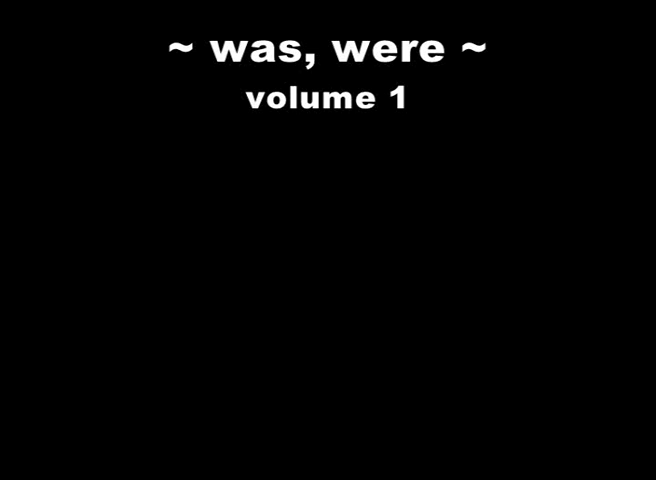 ~ was, were ~
volume 1